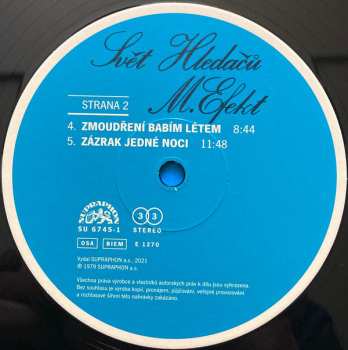 Svět Hledačů
M. Efekt
STRANA 2
4. ZMOUDŘENÍ BABÍM LÉTEM 8:44
5. ZÁZRAK JEDNÉ NOCI 11:48
SUPRAPHON
SU 6745-1
33
STEREO
OSA BIEM E 1270
Vydal SUPRAPHON a.s., 2021
℗ 1979 SUPRAPHON a.s.
Všechna práva výrobce a vlastníků autorských práv k dílu jsou vyhrazena.
Bez souhlasu je výroba kopií, pronájem, půjčování, veřejné provozování
a rozhlasové šíření této nahrávky zakázáno.